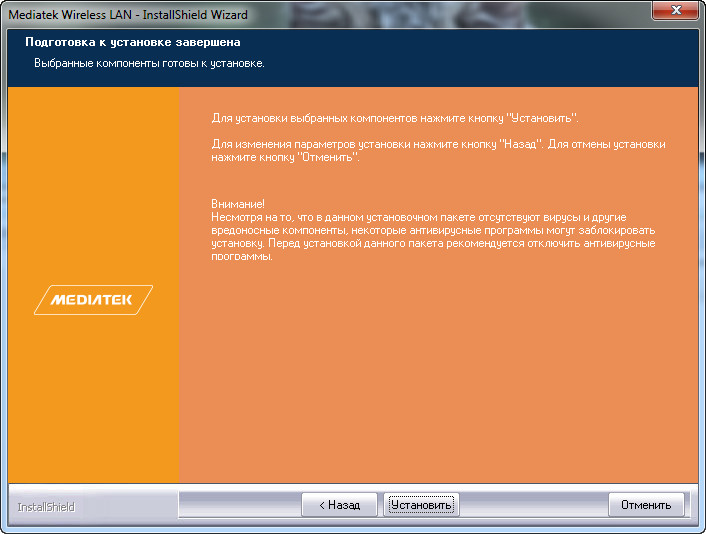 Mediatek Wireless LAN - InstallShield Wizard
Подготовка к установке завершена
Выбранные компоненты готовы к установке.
Для установки выбранных компонентов нажмите кнопку "Установить".
Для изменения параметров установки нажмите кнопку "Назад". Для отмены установки
нажмите кнопку "Отменить".
Внимание!
Несмотря на то, что в данном установочном пакете отсутствуют вирусы и другие
вредоносные компоненты, некоторые антивирусные программы могут заблокировать
установку. Перед установкой данного пакета рекомендуется отключить антивирусные
программы.
MEDIATEK
InstallShield
< Назад
Установить
Отменить